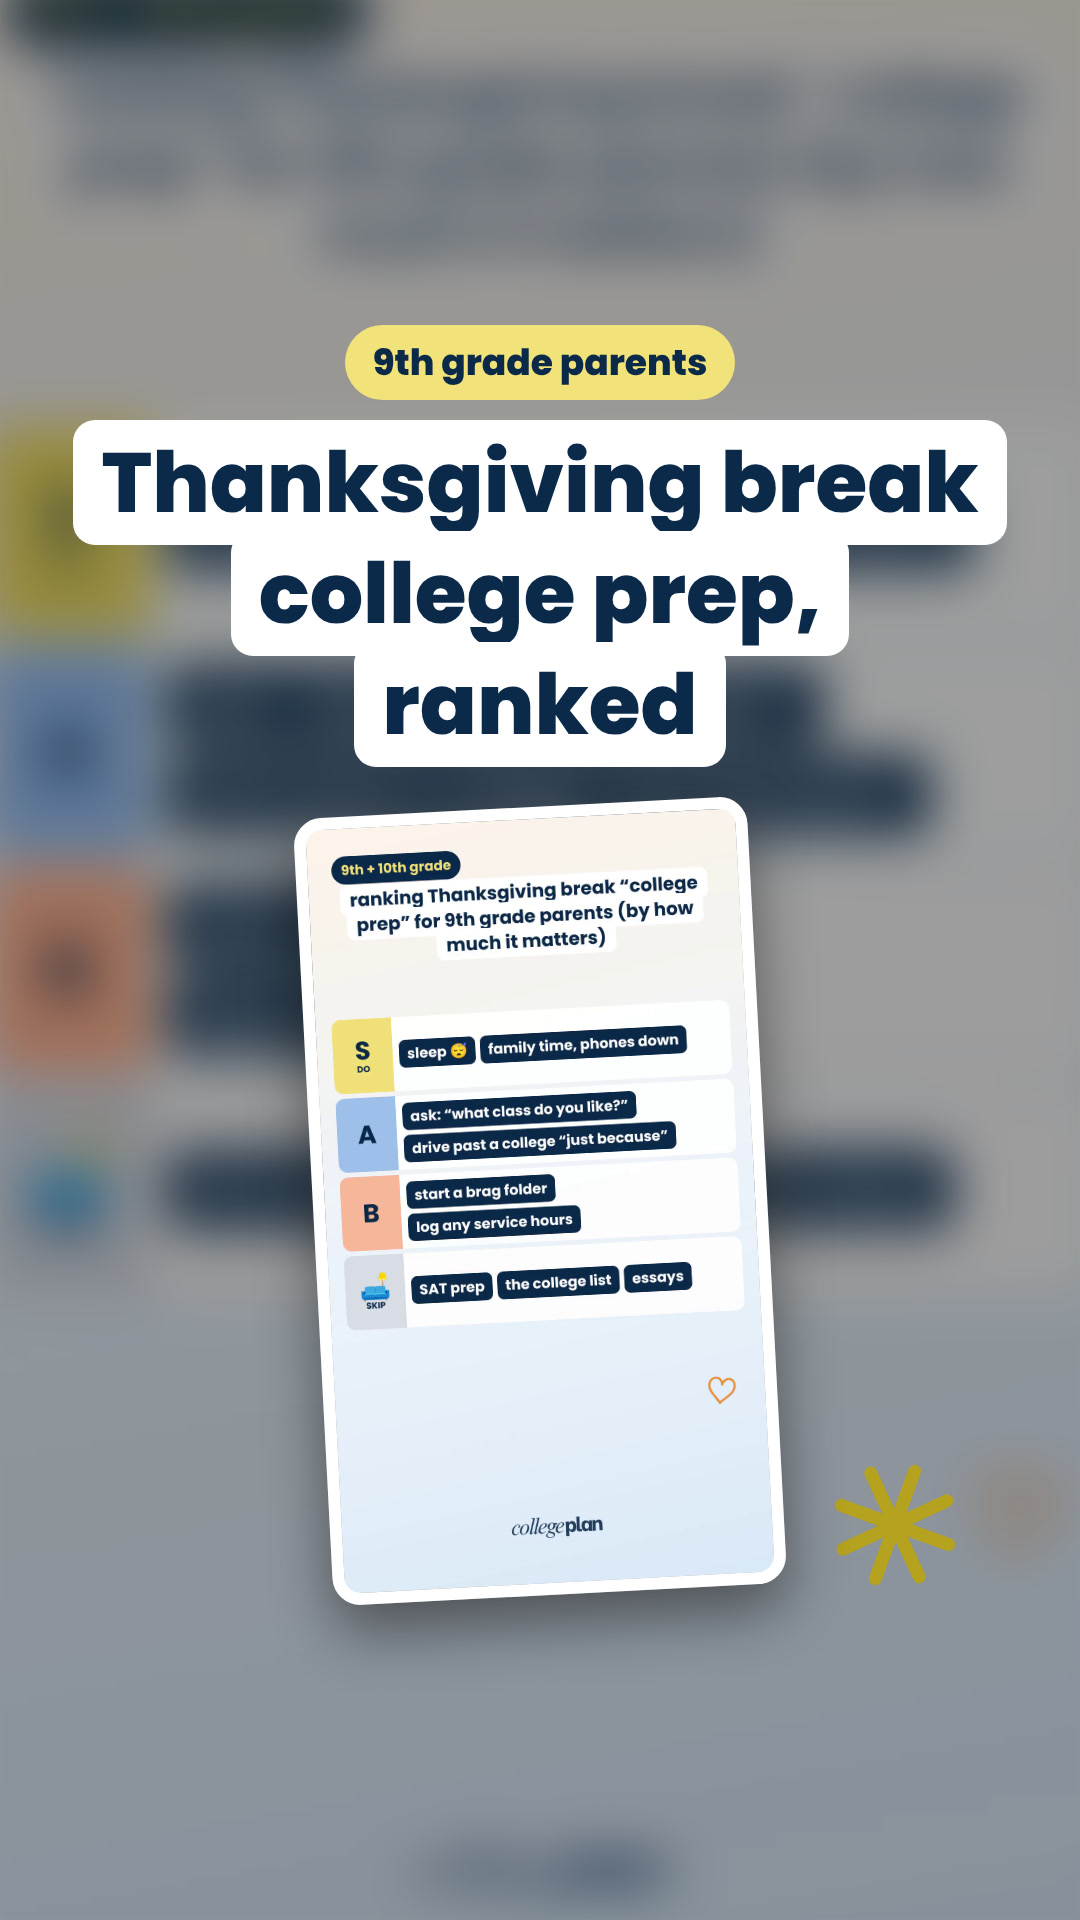 9th grade parents
Thanksgiving break
college prep,
ranked
9th + 10th grade
ranking Thanksgiving break “college
prep” for 9th grade parents (by how
much it matters)
S
DO
sleep 😴 family time, phones down
A
ask: “what class do you like?”
drive past a college “just because”
B
start a brag folder
log any service hours
SKIP
SAT prep the college list essays
collegeplan